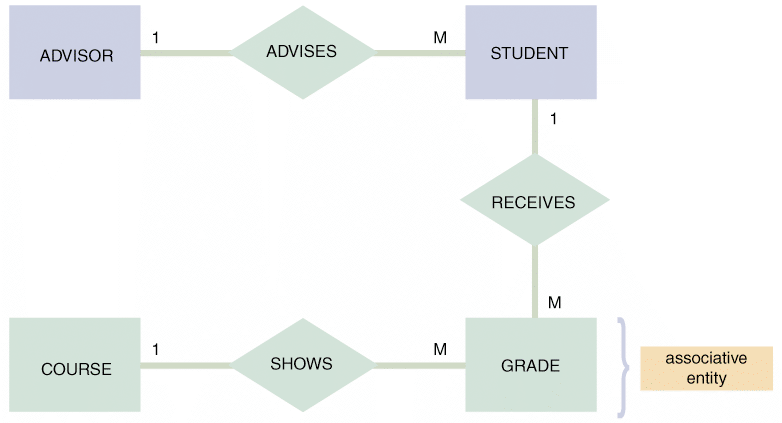 1
M
ADVISOR
ADVISES
STUDENT
1
RECEIVES
M
1
M
COURSE
SHOWS
GRADE
associative
entity